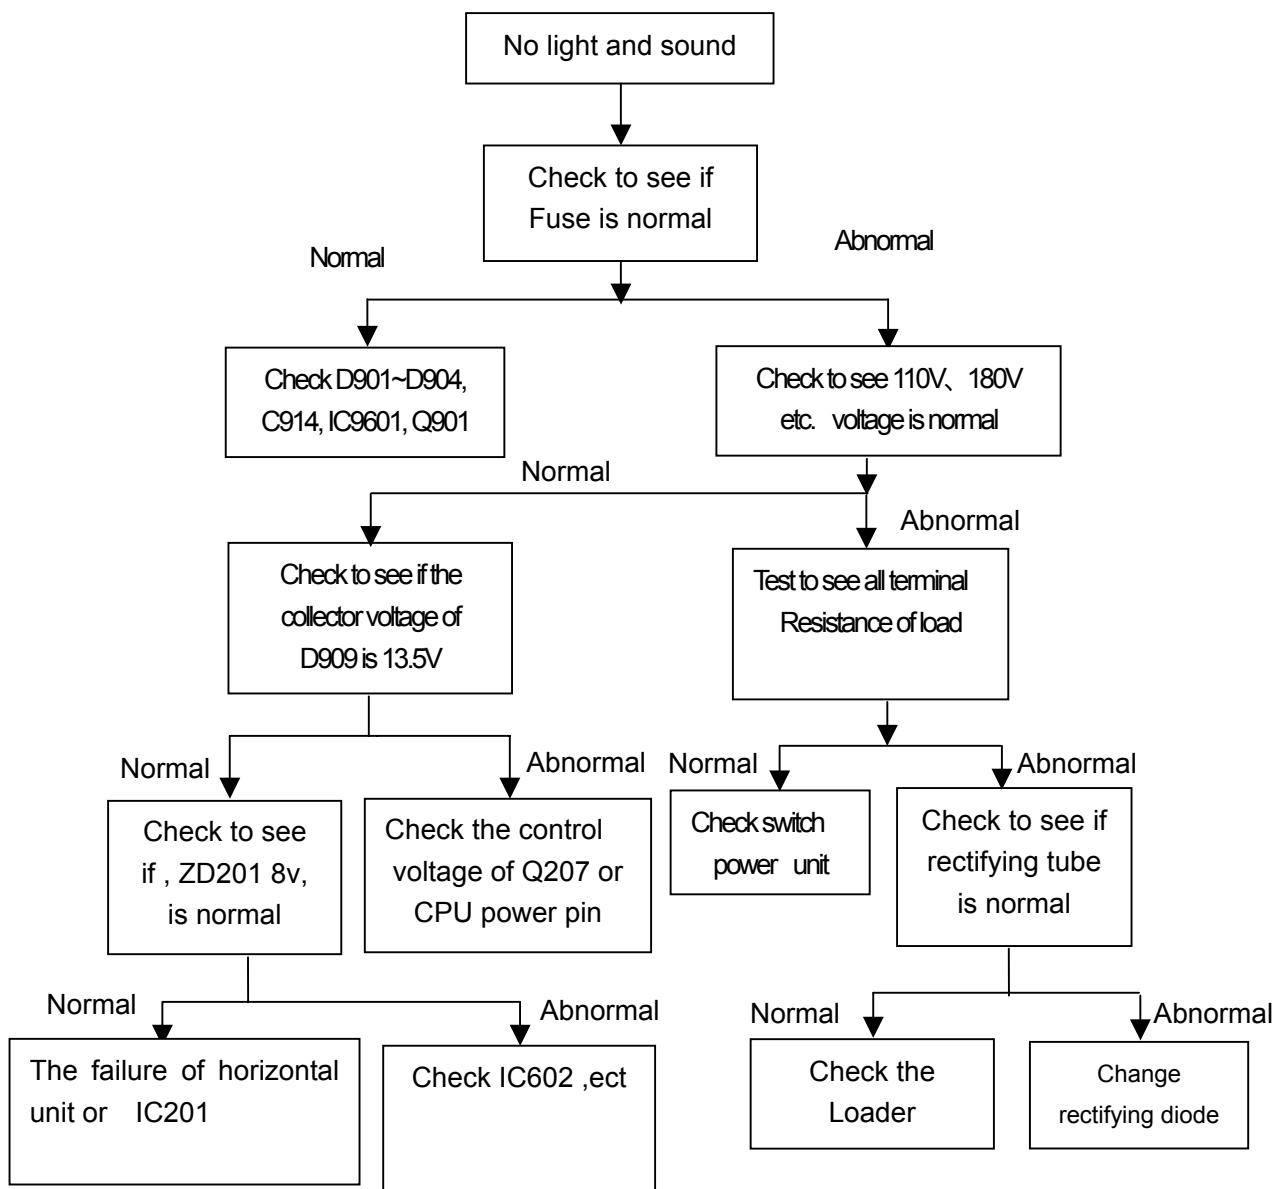 No light and sound
Check to see if
Fuse is normal
Normal
Abnormal
Check D901~D904,
C914, IC9601, Q901
Check to see 110V、180V
etc. voltage is normal
Normal
Abnormal
Check to see if the
collector voltage of
D909 is 13.5V
Test to see all terminal
Resistance of load
Normal
Abnormal
Normal
Abnormal
Check to see
if , ZD201 8v,
is normal
Check the control
voltage of Q207 or
CPU power pin
Check switch
power unit
Check to see if
rectifying tube
is normal
Normal
Abnormal
Normal
Abnormal
The failure of horizontal
unit or IC201
Check IC602 ,ect
Check the
Loader
Change
rectifying diode